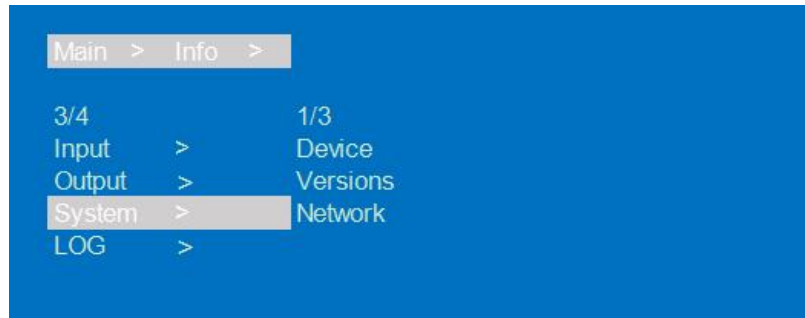 Main > Info >
3/4 1/3
Input > Device
Output > Versions
System > Network
LOG >